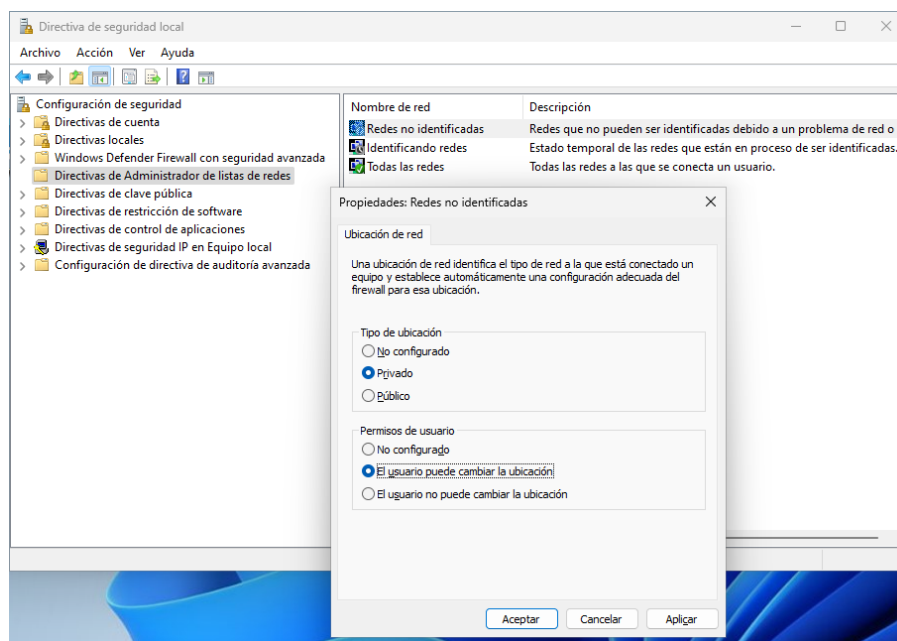 Directiva de seguridad local
Archivo Acción Ver Ayuda
Configuración de seguridad
Directivas de cuenta
Directivas locales
Windows Defender Firewall con seguridad avanzada
Directivas de Administrador de listas de redes
Directivas de clave pública
Directivas de restricción de software
Directivas de control de aplicaciones
Directivas de seguridad IP en Equipo local
Configuración de directiva de auditoría avanzada
Nombre de red Descripción
Redes no identificadas Redes que no pueden ser identificadas debido a un problema de red o
Identificando redes Estado temporal de las redes que están en proceso de ser identificadas.
Todas las redes Todas las redes a las que se conecta un usuario.
Propiedades: Redes no identificadas
Ubicación de red
Una ubicación de red identifica el tipo de red a la que está conectado un
equipo y establece automáticamente una configuración adecuada del
firewall para esa ubicación.
Tipo de ubicación
No configurado
Privado
Público
Permisos de usuario
No configurado
El usuario puede cambiar la ubicación
El usuario no puede cambiar la ubicación
Aceptar Cancelar Aplicar